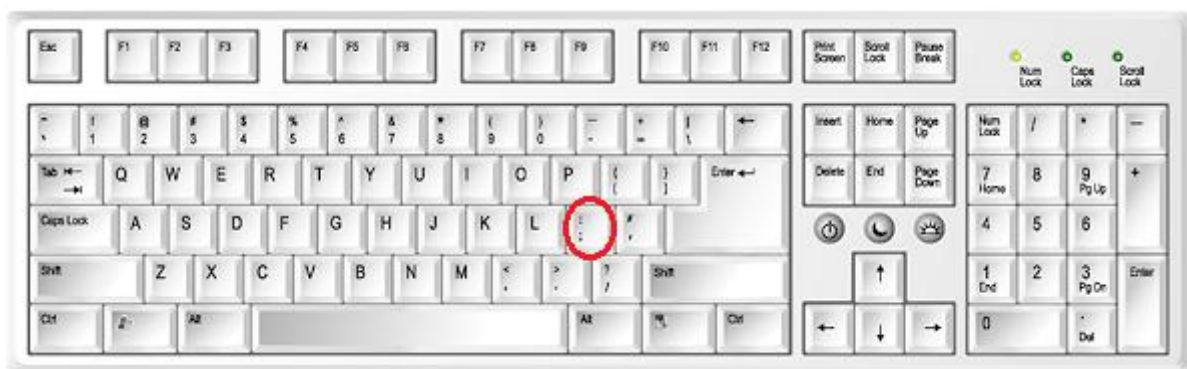 Esc F1 F2 F3 F4 F5 F6 F7 F8 F9 F10 F11 F12 Print Screen Scroll Lock Pause Break
Num Lock Caps Lock Scroll Lock
~ ! @ # $ % ^ & * ( ) — + | ←
1 2 3 4 5 6 7 8 9 0 - = \
Insert Home Page Up Num Lock / * —
Tab Q W E R T Y U I O P { } Enter ↵
[ ]
Delete End Page Down 7 Home 8 9 Pg Up +
Caps Lock A S D F G H J K L : ;
4 5 6
Shift Z X C V B N M < > ? / Shift
↑ 1 End 2 3 Pg Dn Enter
Ctrl Alt Alt Ctrl
← ↓ → 0 . Del